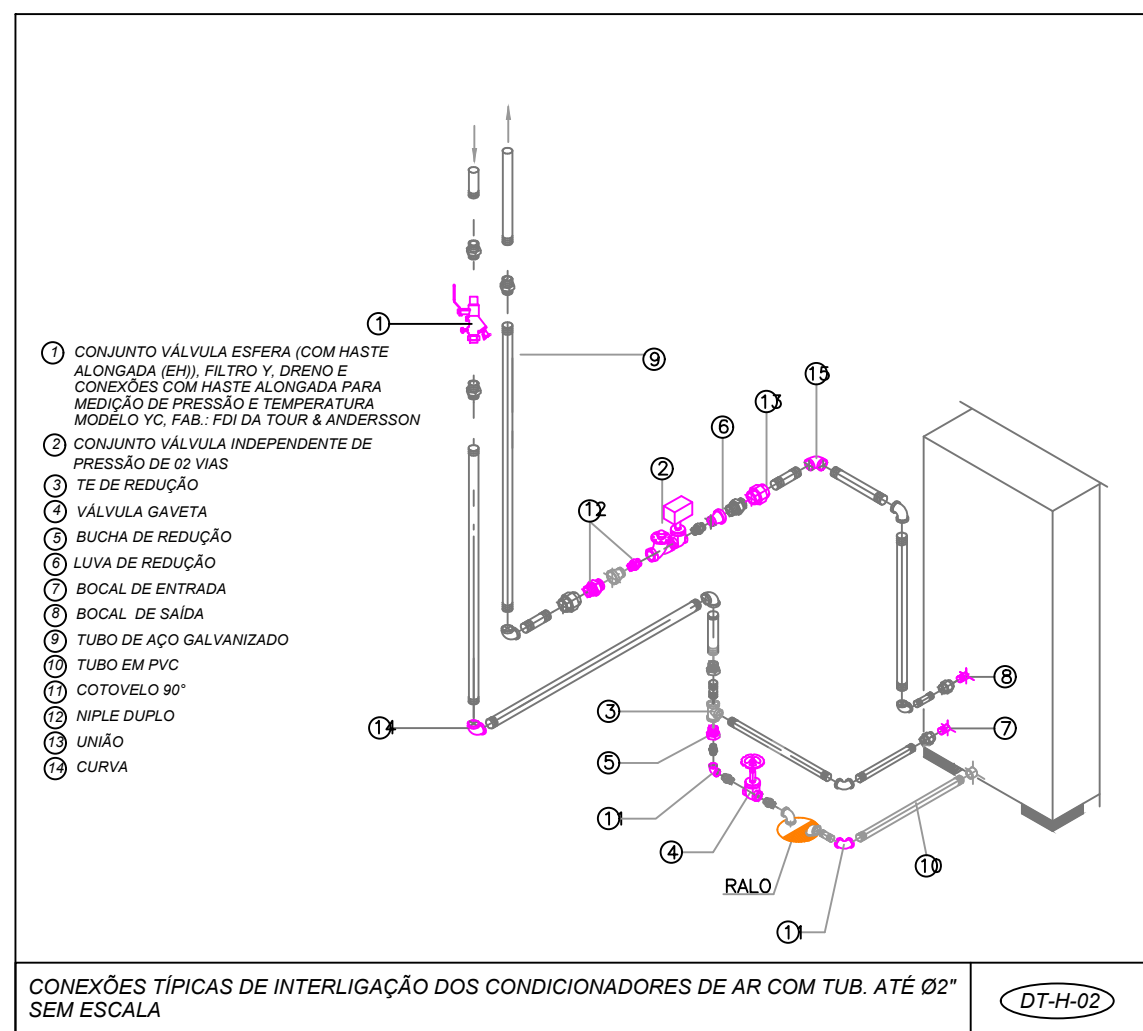 1 CONJUNTO VÁLVULA ESFERA (COM HASTE
ALONGADA (EH)), FILTRO Y, DRENO E
CONEXÕES COM HASTE ALONGADA PARA
MEDIÇÃO DE PRESSÃO E TEMPERATURA
MODELO YC, FAB.: FDI DA TOUR & ANDERSSON
2 CONJUNTO VÁLVULA INDEPENDENTE DE
PRESSÃO DE 02 VIAS
3 TE DE REDUÇÃO
4 VÁLVULA GAVETA
5 BUCHA DE REDUÇÃO
6 LUVA DE REDUÇÃO
7 BOCAL DE ENTRADA
8 BOCAL DE SAÍDA
9 TUBO DE AÇO GALVANIZADO
10 TUBO EM PVC
11 COTOVELO 90°
12 NIPLE DUPLO
13 UNIÃO
14 CURVA
1
9
15
13
6
2
12
8
3
7
14
5
11
4
10
RALO
11
CONEXÕES TÍPICAS DE INTERLIGAÇÃO DOS CONDICIONADORES DE AR COM TUB. ATÉ Ø2"
SEM ESCALA
DT-H-02